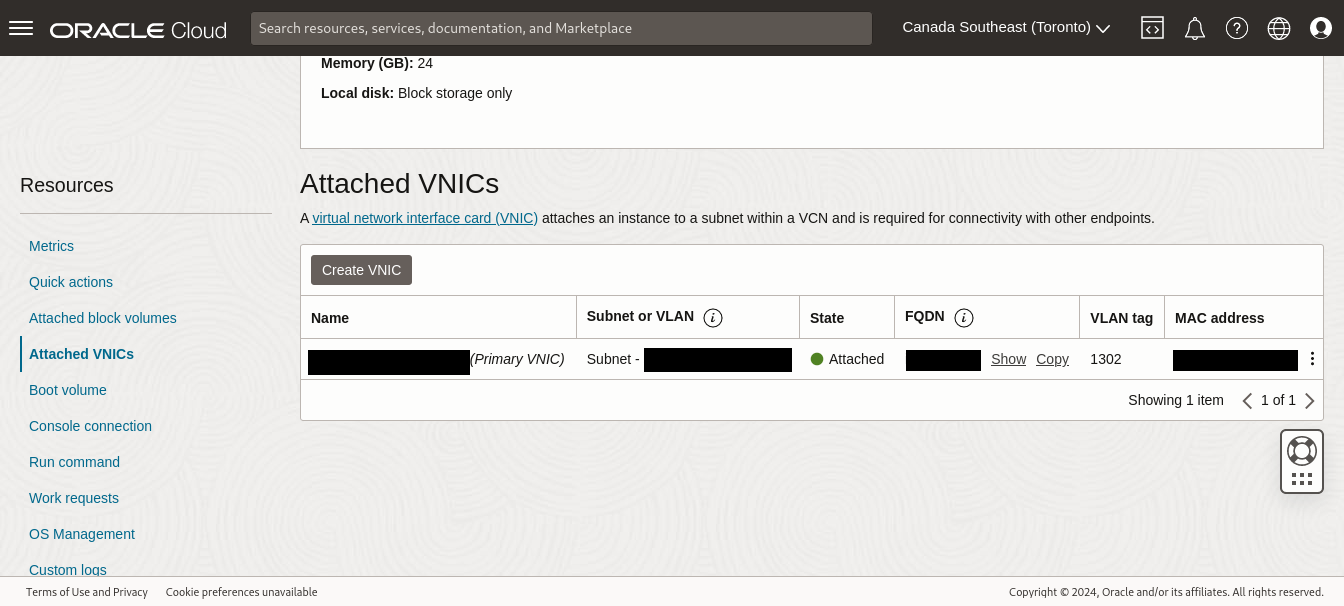 ORACLE Cloud
Search resources, services, documentation, and Marketplace
Canada Southeast (Toronto)
Memory (GB): 24
Local disk: Block storage only
Resources
Metrics
Quick actions
Attached block volumes
Attached VNICs
Boot volume
Console connection
Run command
Work requests
OS Management
Custom logs
Attached VNICs
A virtual network interface card (VNIC) attaches an instance to a subnet within a VCN and is required for connectivity with other endpoints.
Create VNIC
Name Subnet or VLAN i State FQDN i VLAN tag MAC address
(Primary VNIC) Subnet - Attached Show Copy 1302
Showing 1 item 1 of 1
Terms of Use and Privacy Cookie preferences unavailable Copyright © 2024, Oracle and/or its affiliates. All rights reserved.